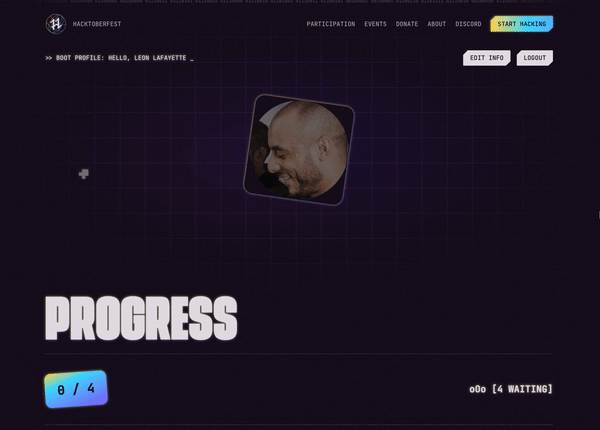 HACKTOBERFEST
PARTICIPATION EVENTS DONATE ABOUT DISCORD START HACKING
>> BOOT PROFILE: HELLO, LEON LAFAYETTE _
EDIT INFO LOGOUT
PROGRESS
0 / 4
oOo [4 WAITING]